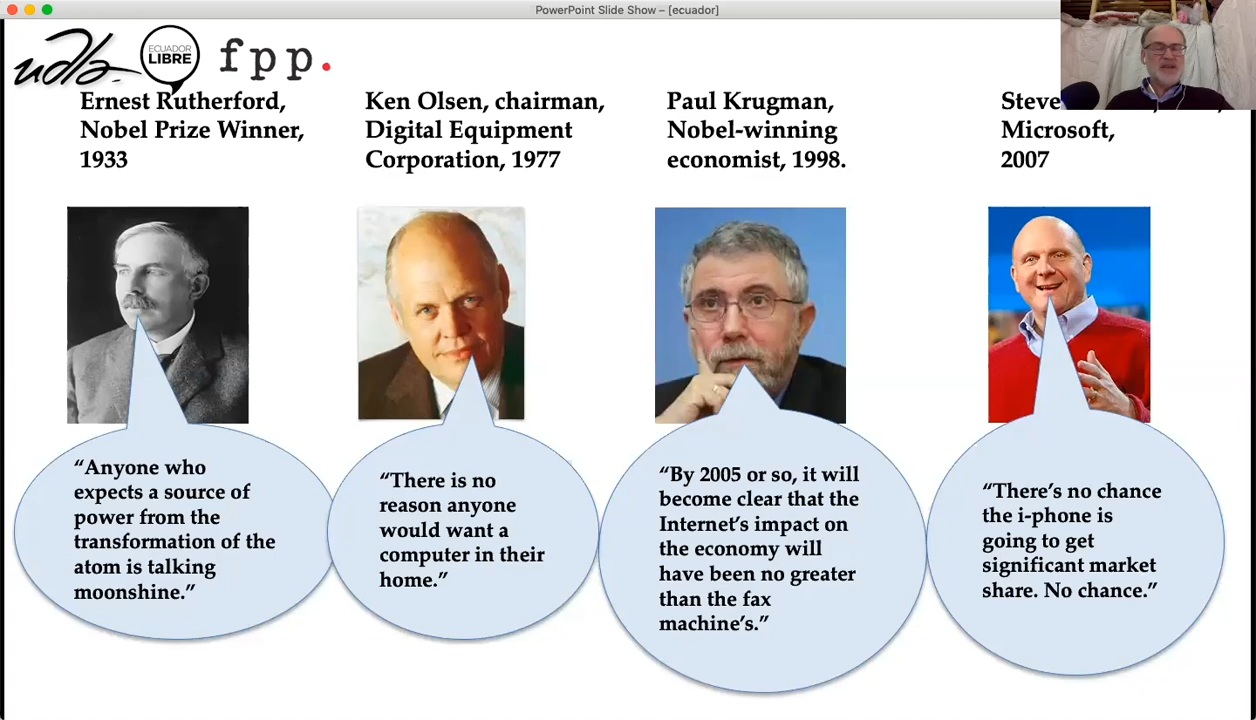 PowerPoint Slide Show – [ecuador]
udla.
ECUADOR
LIBRE
fpp.
Ernest Rutherford,
Nobel Prize Winner,
1933
Ken Olsen, chairman,
Digital Equipment
Corporation, 1977
Paul Krugman,
Nobel-winning
economist, 1998.
Steve
Microsoft,
2007
“Anyone who
expects a source of
power from the
transformation of the
atom is talking
moonshine.”
“There is no
reason anyone
would want a
computer in their
home.”
“By 2005 or so, it will
become clear that the
Internet’s impact on
the economy will
have been no greater
than the fax
machine’s.”
“There’s no chance
the i-phone is
going to get
significant market
share. No chance.”